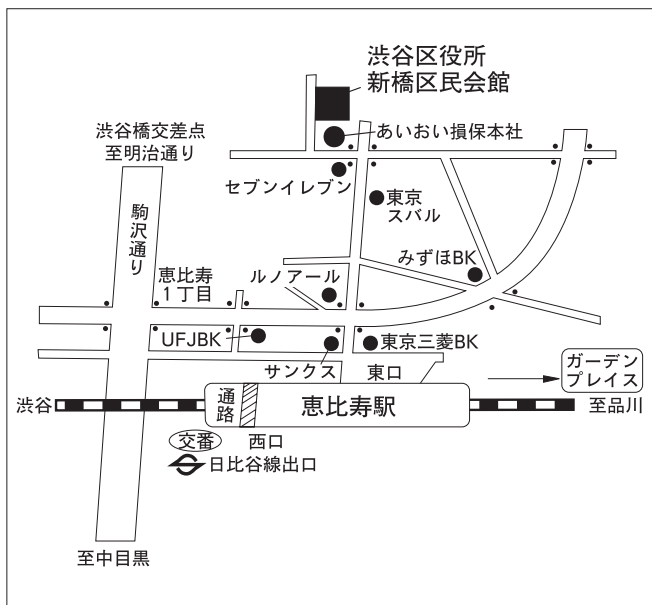 渋谷区役所
新橋区民会館
渋谷橋交差点
至明治通り
あいおい損保本社
セブンイレブン
東京
スバル
駒沢通り
恵比寿
1丁目
ルノアール
みずほBK
UFJBK
サンクス
東京三菱BK
東口
ガーデン
プレイス
渋谷
通路
恵比寿駅
至品川
交番
西口
日比谷線出口
至中目黒